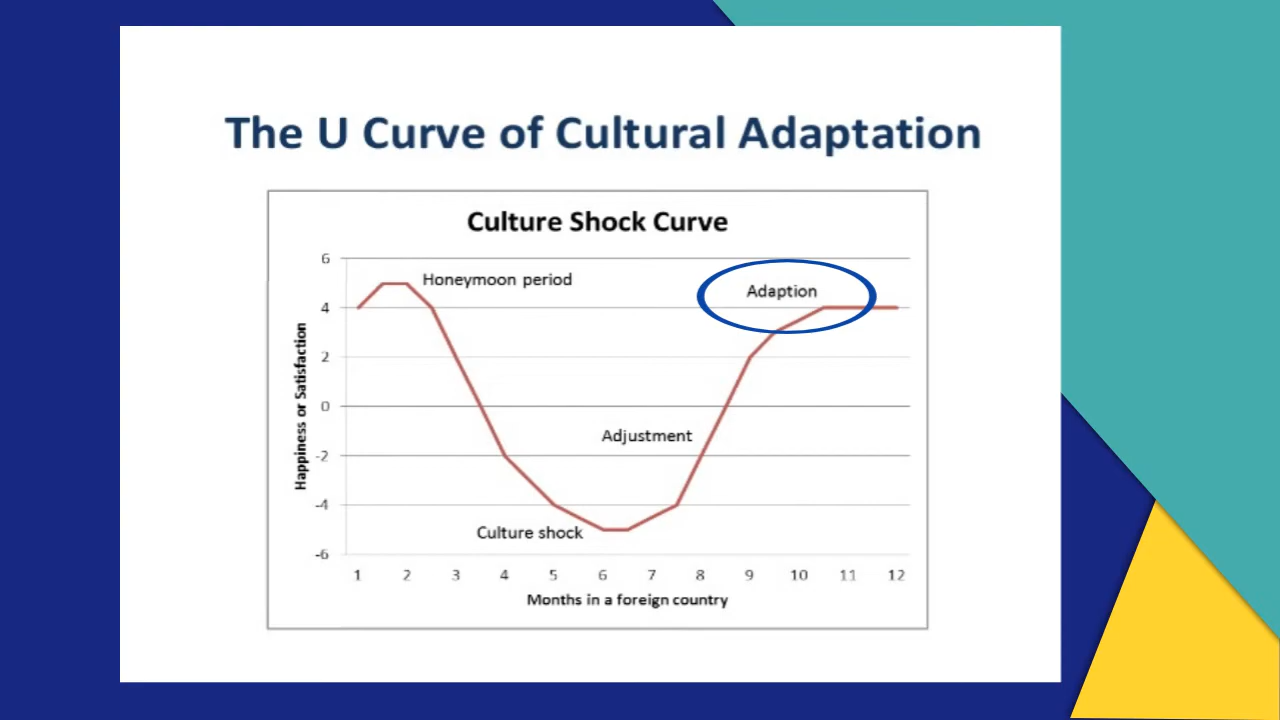 The U Curve of Cultural Adaptation
Culture Shock Curve
6
Honeymoon period
Adaption
4
2
0
Adjustment
-2
-4
Culture shock
-6
1 2 3 4 5 6 7 8 9 10 11 12
Months in a foreign country
Happiness or Satisfaction